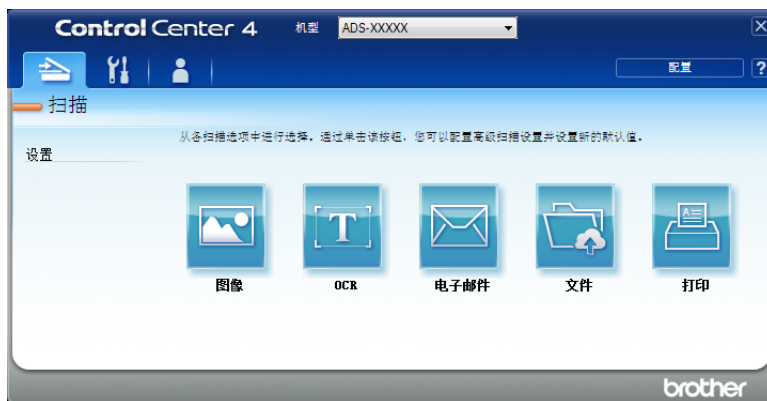 Control Center 4 机型 ADS-XXXXX
配置 ?
扫描
从各扫描选项中进行选择。通过单击该按钮，您可以配置高级扫描设置并设置新的默认值。
设置
T
图像 OCR 电子邮件 文件 打印
brother